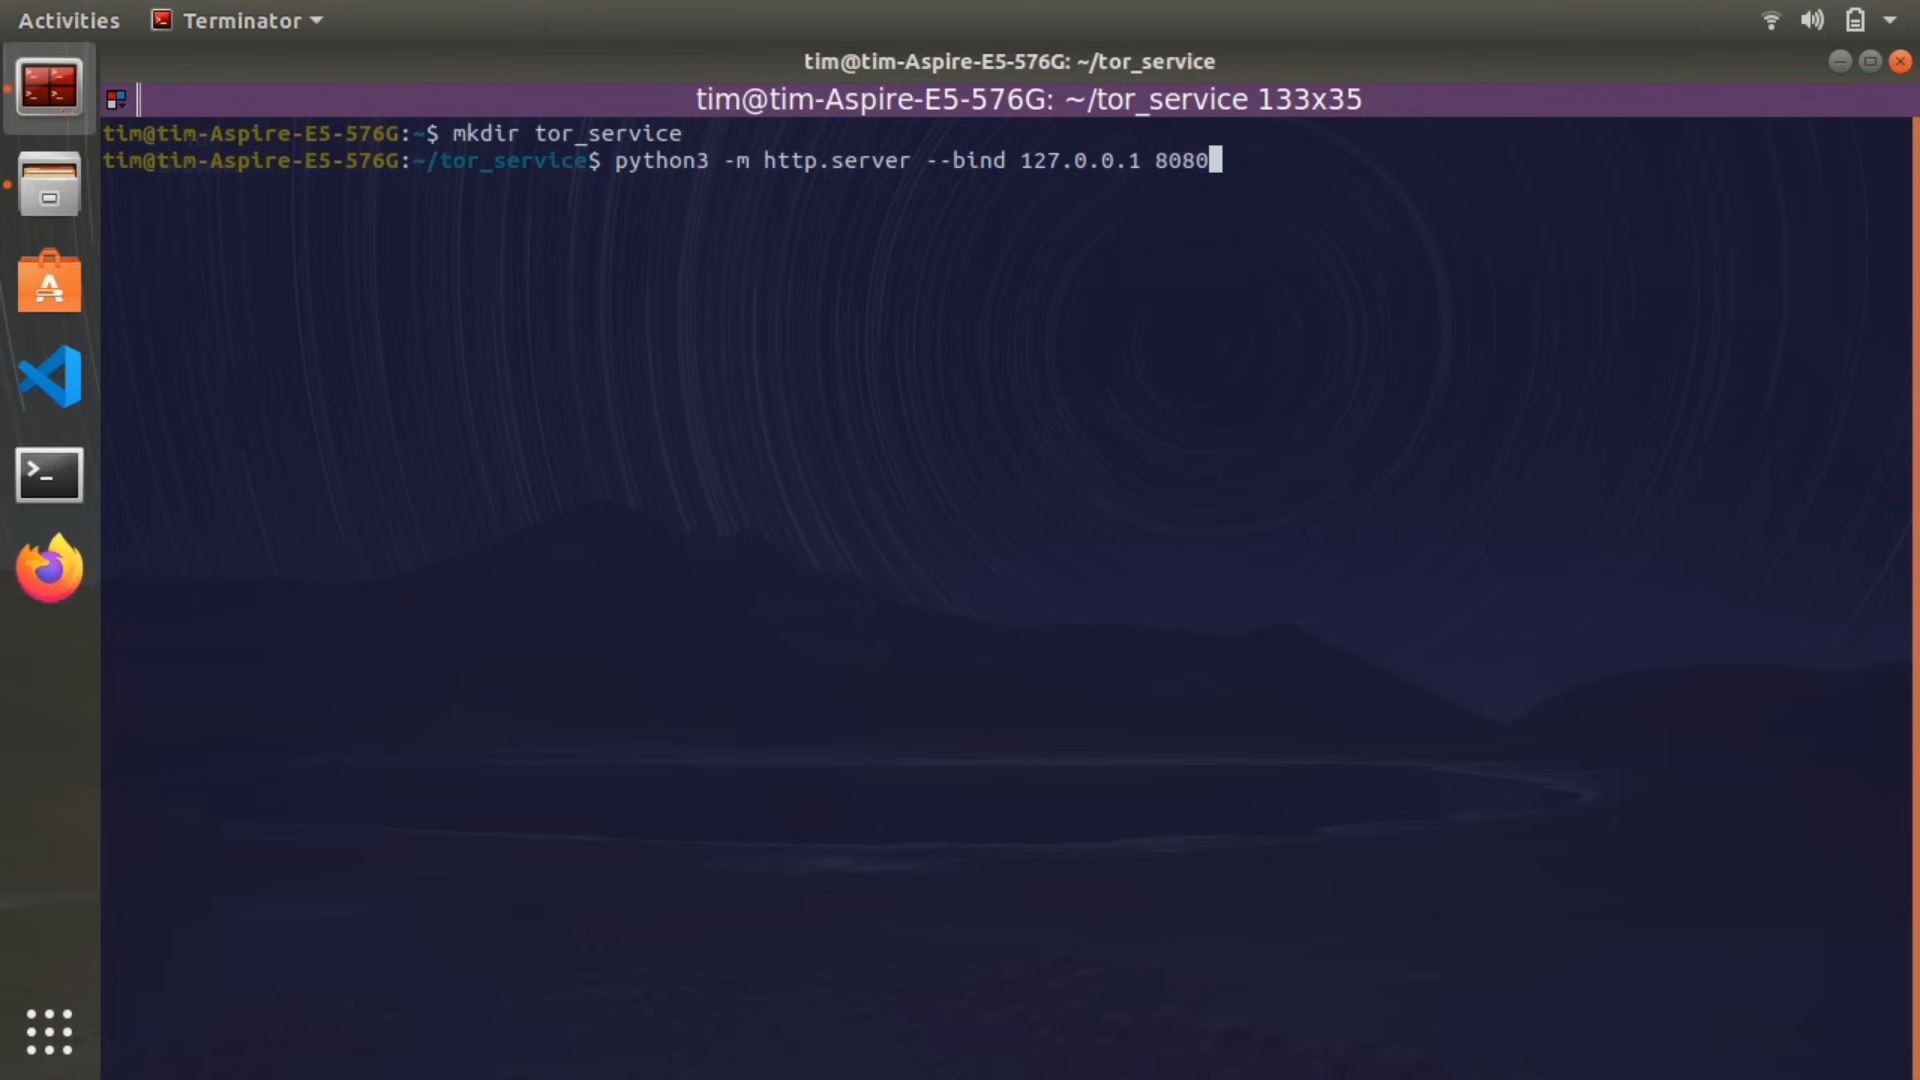 Activities Terminator
tim@tim-Aspire-E5-576G: ~/tor_service
tim@tim-Aspire-E5-576G: ~/tor_service 133x35
tim@tim-Aspire-E5-576G:~$ mkdir tor_service
tim@tim-Aspire-E5-576G:~/tor_service$ python3 -m http.server --bind 127.0.0.1 8080